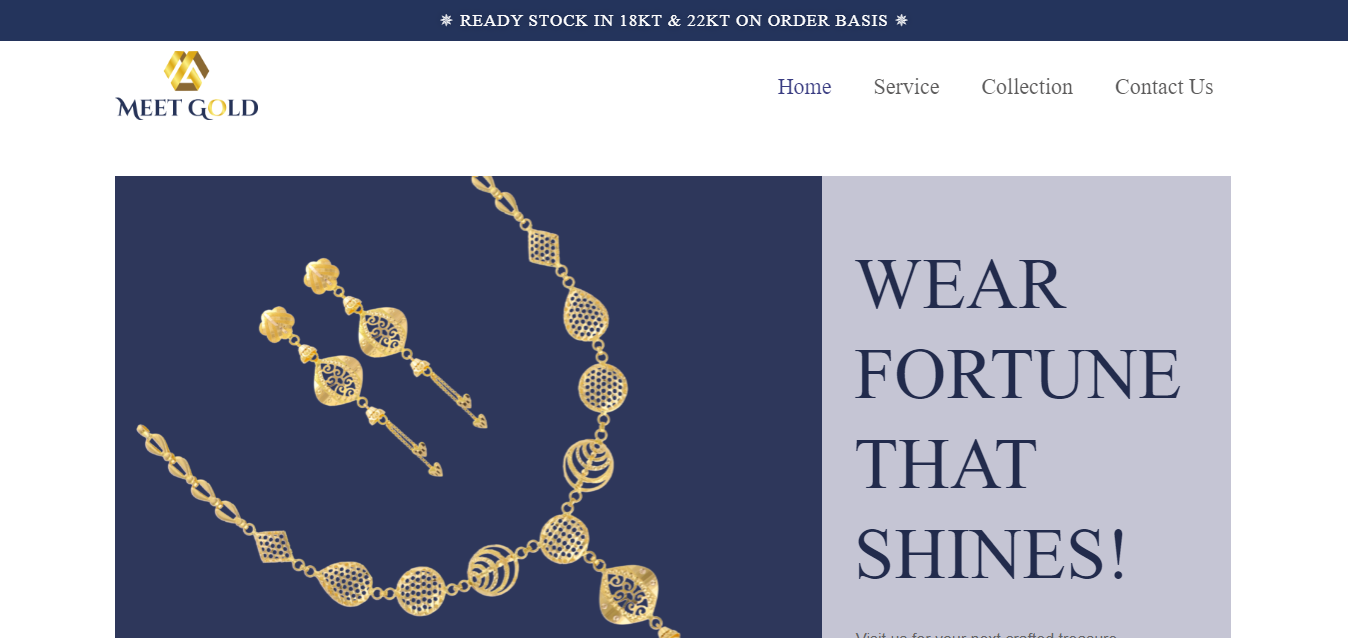 ✵ READY STOCK IN 18KT & 22KT ON ORDER BASIS ✵
MEET GOLD
Home Service Collection Contact Us
WEAR
FORTUNE
THAT
SHINES!
Visit us for your next crafted treasure